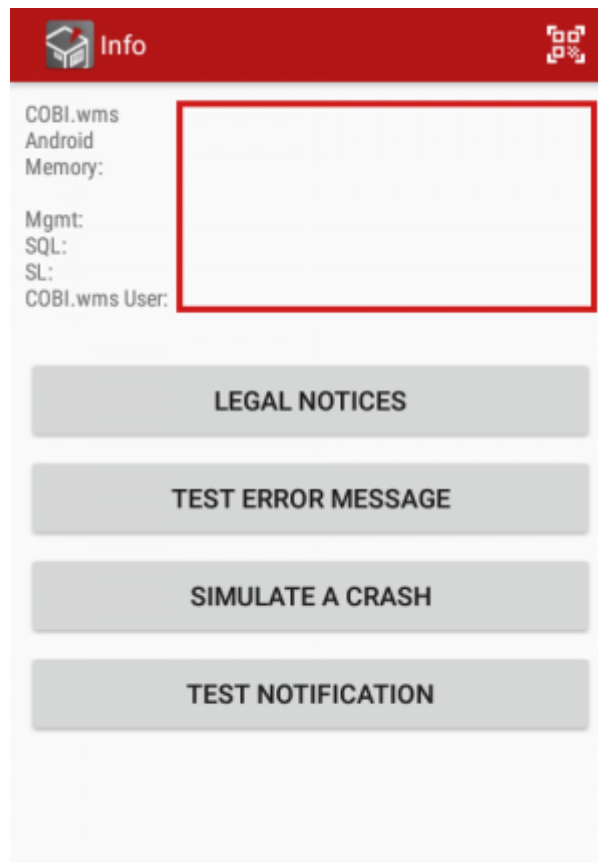 Info
COBI.wms
Android
Memory:
Mgmt:
SQL:
SL:
COBI.wms User:
LEGAL NOTICES
TEST ERROR MESSAGE
SIMULATE A CRASH
TEST NOTIFICATION